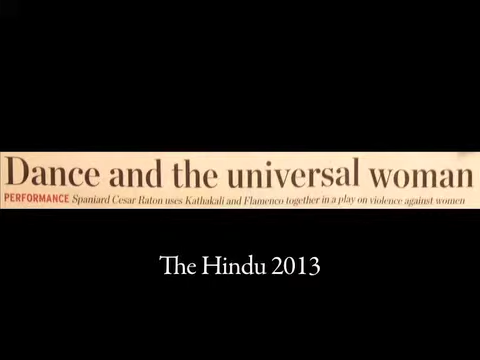 Dance and the universal woman
PERFORMANCE Spaniard Cesar Raton uses Kathakali and Flamenco together in a play on violence against women
The Hindu 2013